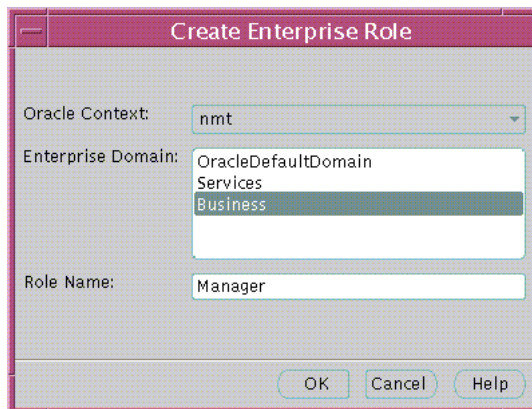 Create Enterprise Role
Oracle Context: nmt
Enterprise Domain: OracleDefaultDomain
Services
Business
Role Name: Manager
OK Cancel Help